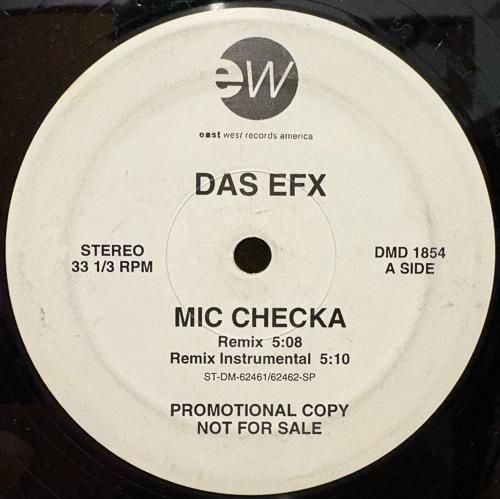 ew
east west records america
DAS EFX
STEREO
33 1/3 RPM
DMD 1854
A SIDE
MIC CHECKA
Remix 5:08
Remix Instrumental 5:10
ST-DM-62461/62462-SP
PROMOTIONAL COPY
NOT FOR SALE